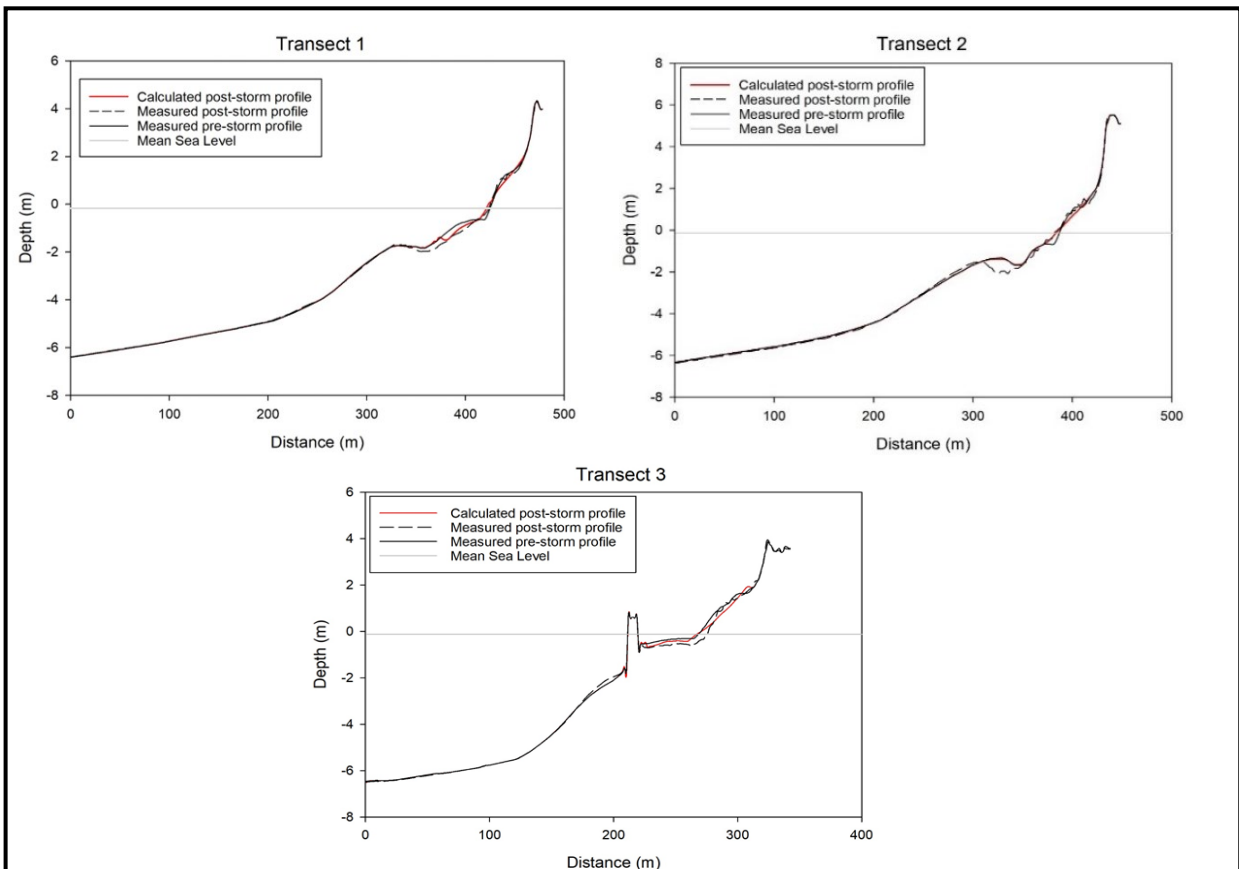 Transect 1
6
4
2
0
-2
-4
-6
-8
Depth (m)
Calculated post-storm profile
Measured post-storm profile
Measured pre-storm profile
Mean Sea Level
0 100 200 300 400 500
Distance (m)
Transect 2
8
6
4
2
0
-2
-4
-6
-8
Depth (m)
Calculated post-storm profile
Measured post-storm profile
Measured pre-storm profile
Mean Sea Level
0 100 200 300 400 500
Distance (m)
Transect 3
6
4
2
0
-2
-4
-6
-8
Depth (m)
Calculated post-storm profile
Measured post-storm profile
Measured pre-storm profile
Mean Sea Level
0 100 200 300 400
Distance (m)